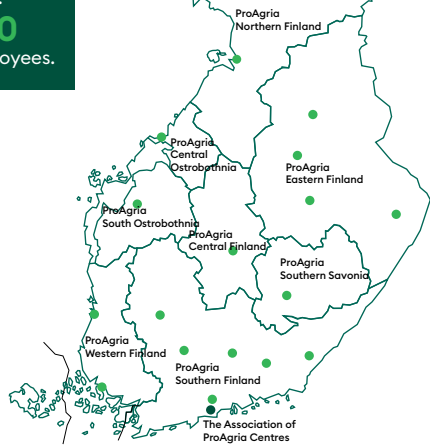 0
oyees.
ProAgria
Northern Finland
ProAgria
Central
Ostrobothnia
ProAgria
Eastern Finland
ProAgria
South Ostrobothnia
ProAgria
Central Finland
ProAgria
Southern Savonia
ProAgria
Western Finland
ProAgria
Southern Finland
The Association of
ProAgria Centres